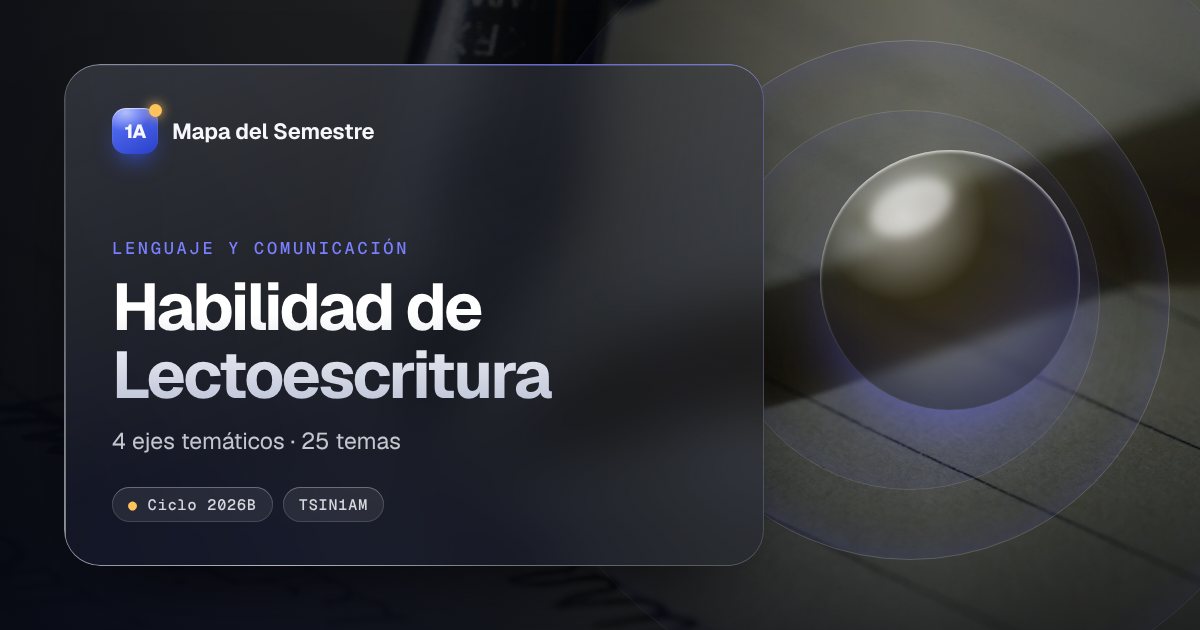 1A
Mapa del Semestre
LENGUAJE Y COMUNICACIÓN
Habilidad de
Lectoescritura
4 ejes temáticos · 25 temas
Ciclo 2026B
TSIN1AM